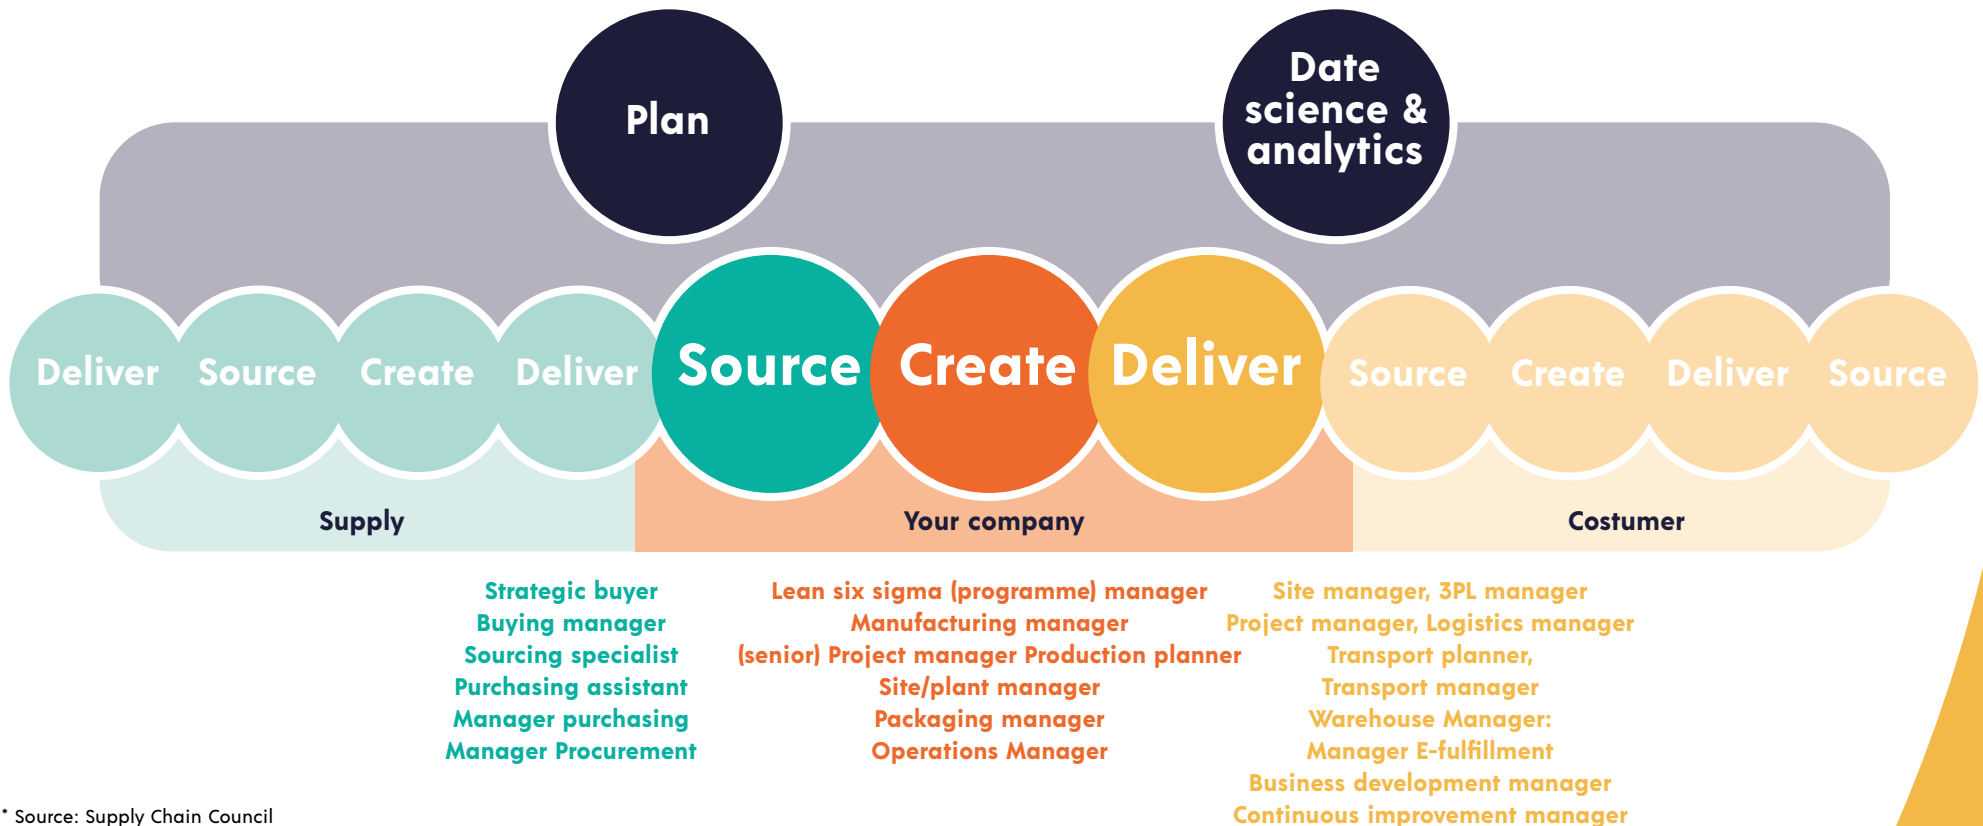 Plan
Date
science &
analytics
Deliver
Source
Create
Deliver
Source
Create
Deliver
Source
Create
Deliver
Source
Supply
Your company
Costumer
Strategic buyer
Buying manager
Sourcing specialist
Purchasing assistant
Manager purchasing
Manager Procurement
Lean six sigma (programme) manager
Manufacturing manager
(senior) Project manager Production planner
Site/plant manager
Packaging manager
Operations Manager
Site manager, 3PL manager
Project manager, Logistics manager
Transport planner,
Transport manager
Warehouse Manager:
Manager E-fulfillment
Business development manager
Continuous improvement manager
* Source: Supply Chain Council